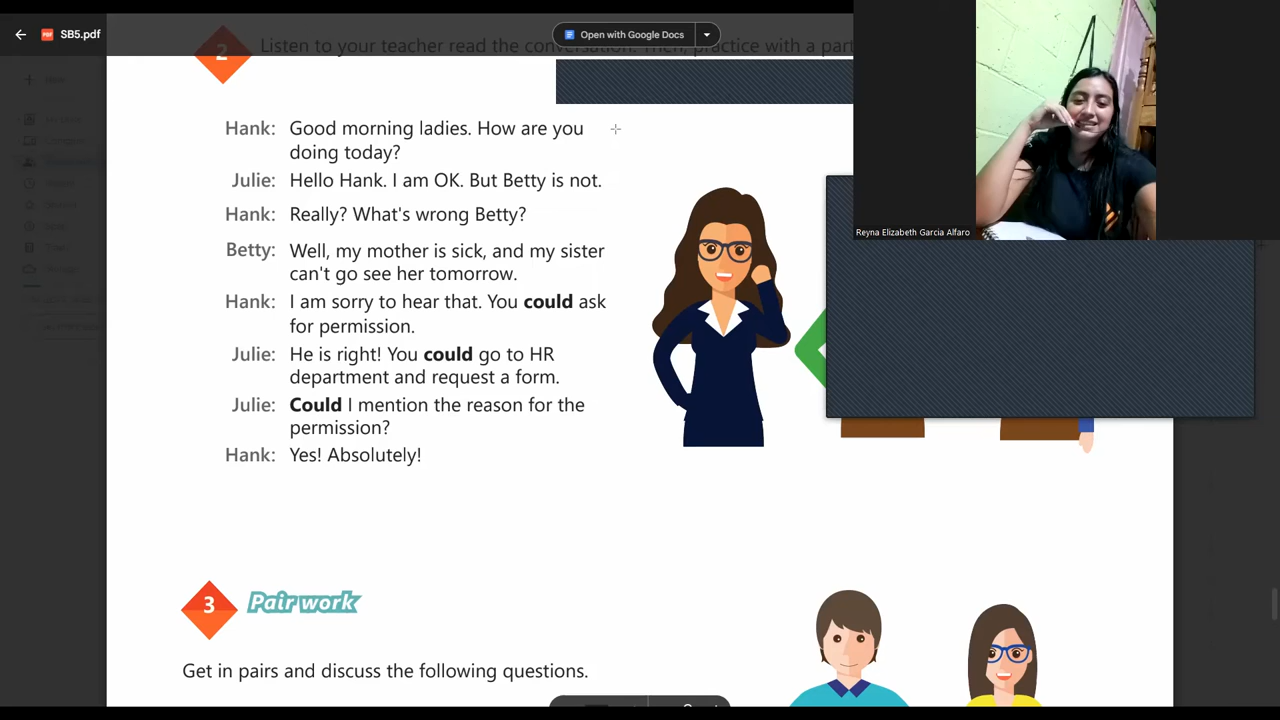 SB5.pdf
Open with Google Docs
2
Listen to your teacher read the conversation. Then, practice with a part
Hank: Good morning ladies. How are you
doing today?
Julie: Hello Hank. I am OK. But Betty is not.
Hank: Really? What's wrong Betty?
Betty: Well, my mother is sick, and my sister
can't go see her tomorrow.
Hank: I am sorry to hear that. You could ask
for permission.
Julie: He is right! You could go to HR
department and request a form.
Julie: Could I mention the reason for the
permission?
Hank: Yes! Absolutely!
Reyna Elizabeth Garcia Alfaro
3 Pair work
Get in pairs and discuss the following questions.